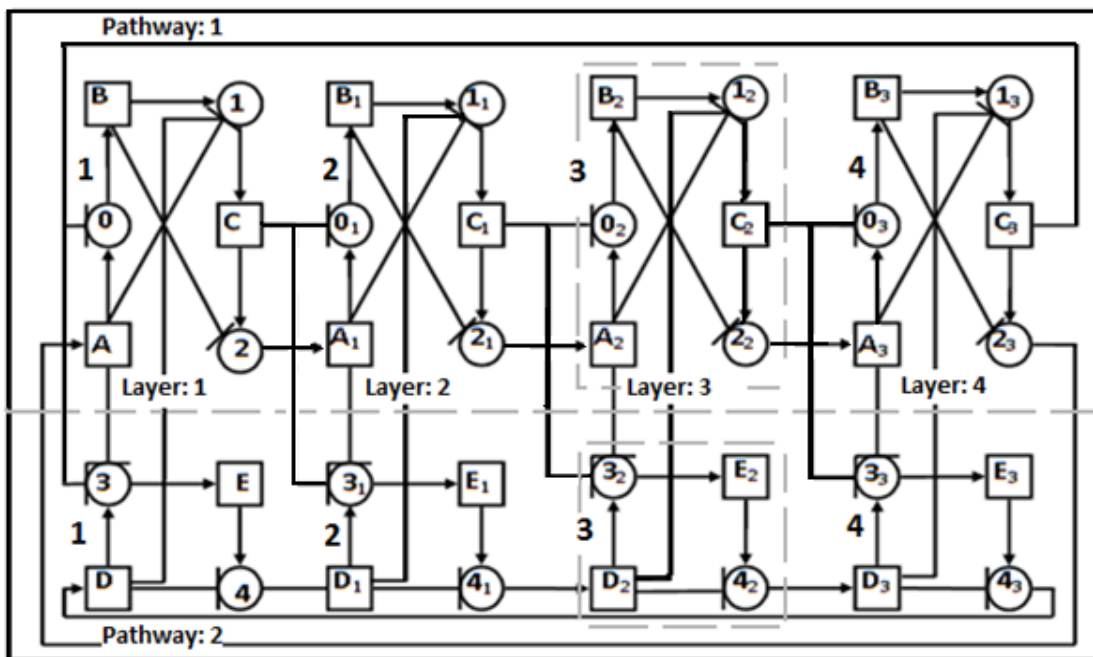 Pathway: 1
B 1 B₁ 1₁ B₂ 1₂ B₃ 1₃
1 2 3 4
0 C 0₁ C₁ 0₂ C₂ 0₃ C₃
A 2 A₁ 2₁ A₂ 2₂ A₃ 2₃
Layer: 1 Layer: 2 Layer: 3 Layer: 4
3 E 3₁ E₁ 3₂ E₂ 3₃ E₃
1 2 3 4
D 4 D₁ 4₁ D₂ 4₂ D₃ 4₃
Pathway: 2